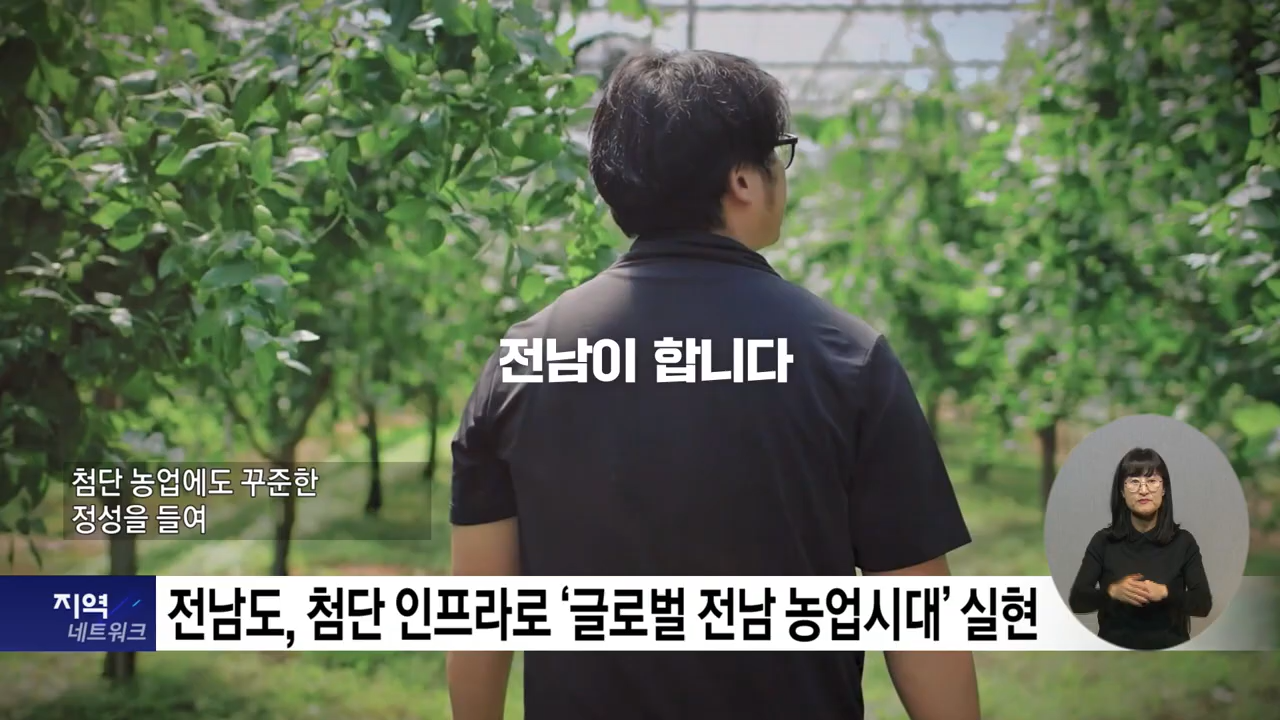 전남이 합니다
첨단 농업에도 꾸준한
정성을 들여
지역
네트워크
전남도, 첨단 인프라로 ‘글로벌 전남 농업시대’ 실현